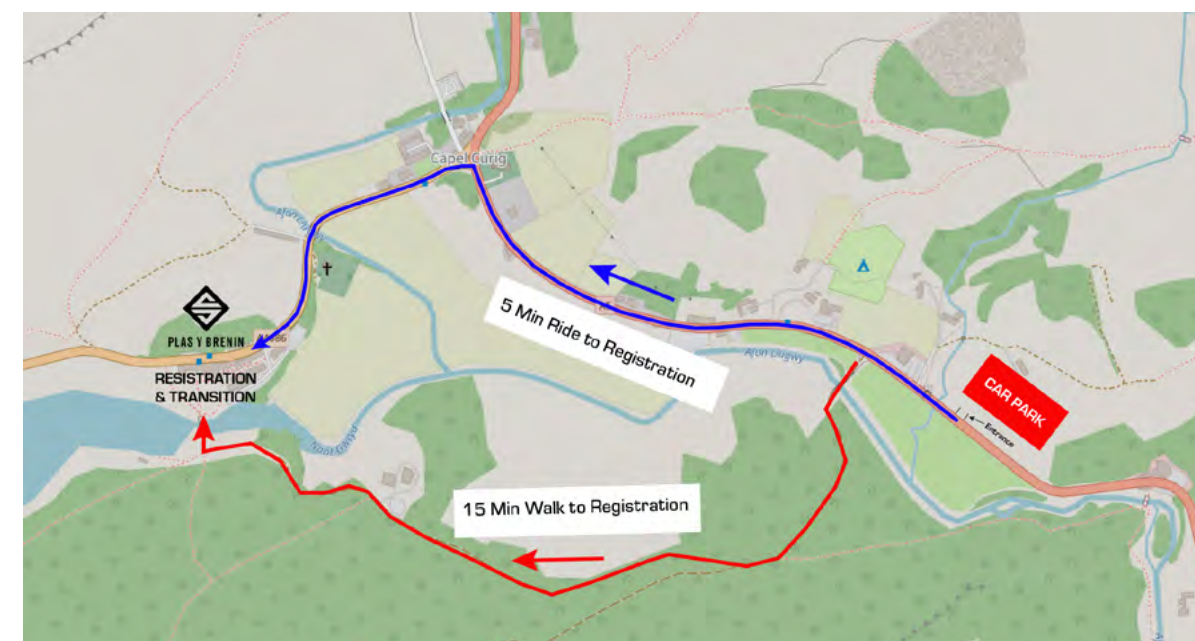 Capel Curig
5 Min Ride to Registration
PLAS Y BRENIN
RESISTRATION
& TRANSITION
Afon Llugwy
CAR PARK
Entrance
Nant Gwryd
15 Min Walk to Registration